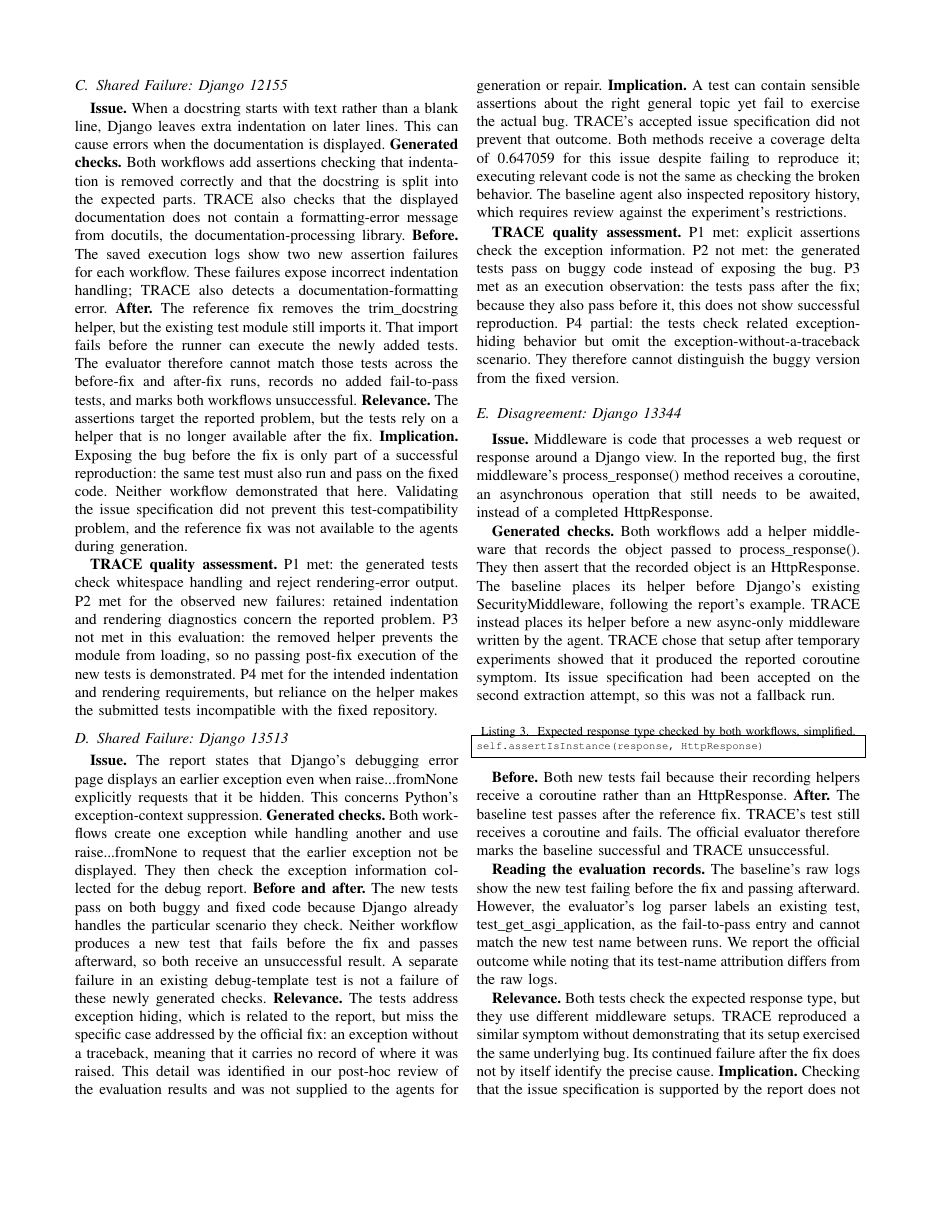 C. Shared Failure: Django 12155
Issue. When a docstring starts with text rather than a blank
line, Django leaves extra indentation on later lines. This can
cause errors when the documentation is displayed. Generated
checks. Both workflows add assertions checking that indenta-
tion is removed correctly and that the docstring is split into
the expected parts. TRACE also checks that the displayed
documentation does not contain a formatting-error message
from docutils, the documentation-processing library. Before.
The saved execution logs show two new assertion failures
for each workflow. These failures expose incorrect indentation
handling; TRACE also detects a documentation-formatting
error. After. The reference fix removes the trim_docstring
helper, but the existing test module still imports it. That import
fails before the runner can execute the newly added tests.
The evaluator therefore cannot match those tests across the
before-fix and after-fix runs, records no added fail-to-pass
tests, and marks both workflows unsuccessful. Relevance. The
assertions target the reported problem, but the tests rely on a
helper that is no longer available after the fix. Implication.
Exposing the bug before the fix is only part of a successful
reproduction: the same test must also run and pass on the fixed
code. Neither workflow demonstrated that here. Validating
the issue specification did not prevent this test-compatibility
problem, and the reference fix was not available to the agents
during generation.
TRACE quality assessment. P1 met: the generated tests
check whitespace handling and reject rendering-error output.
P2 met for the observed new failures: retained indentation
and rendering diagnostics concern the reported problem. P3
not met in this evaluation: the removed helper prevents the
module from loading, so no passing post-fix execution of the
new tests is demonstrated. P4 met for the intended indentation
and rendering requirements, but reliance on the helper makes
the submitted tests incompatible with the fixed repository.
D. Shared Failure: Django 13513
Issue. The report states that Django's debugging error
page displays an earlier exception even when raise...fromNone
explicitly requests that it be hidden. This concerns Python's
exception-context suppression. Generated checks. Both work-
flows create one exception while handling another and use
raise...fromNone to request that the earlier exception not be
displayed. They then check the exception information col-
lected for the debug report. Before and after. The new tests
pass on both buggy and fixed code because Django already
handles the particular scenario they check. Neither workflow
produces a new test that fails before the fix and passes
afterward, so both receive an unsuccessful result. A separate
failure in an existing debug-template test is not a failure of
these newly generated checks. Relevance. The tests address
exception hiding, which is related to the report, but miss the
specific case addressed by the official fix: an exception without
a traceback, meaning that it carries no record of where it was
raised. This detail was identified in our post-hoc review of
the evaluation results and was not supplied to the agents for
generation or repair. Implication. A test can contain sensible
assertions about the right general topic yet fail to exercise
the actual bug. TRACE's accepted issue specification did not
prevent that outcome. Both methods receive a coverage delta
of 0.647059 for this issue despite failing to reproduce it;
executing relevant code is not the same as checking the broken
behavior. The baseline agent also inspected repository history,
which requires review against the experiment's restrictions.
TRACE quality assessment. P1 met: explicit assertions
check the exception information. P2 not met: the generated
tests pass on buggy code instead of exposing the bug. P3
met as an execution observation: the tests pass after the fix;
because they also pass before it, this does not show successful
reproduction. P4 partial: the tests check related exception-
hiding behavior but omit the exception-without-a-traceback
scenario. They therefore cannot distinguish the buggy version
from the fixed version.
E. Disagreement: Django 13344
Issue. Middleware is code that processes a web request or
response around a Django view. In the reported bug, the first
middleware's process_response() method receives a coroutine,
an asynchronous operation that still needs to be awaited,
instead of a completed HttpResponse.
Generated checks. Both workflows add a helper middle-
ware that records the object passed to process_response().
They then assert that the recorded object is an HttpResponse.
The baseline places its helper before Django's existing
SecurityMiddleware, following the report's example. TRACE
instead places its helper before a new async-only middleware
written by the agent. TRACE chose that setup after temporary
experiments showed that it produced the reported coroutine
symptom. Its issue specification had been accepted on the
second extraction attempt, so this was not a fallback run.
Listing 3. Expected response type checked by both workflows, simplified.
self.assertIsInstance(response, HttpResponse)
Before. Both new tests fail because their recording helpers
receive a coroutine rather than an HttpResponse. After. The
baseline test passes after the reference fix. TRACE's test still
receives a coroutine and fails. The official evaluator therefore
marks the baseline successful and TRACE unsuccessful.
Reading the evaluation records. The baseline's raw logs
show the new test failing before the fix and passing afterward.
However, the evaluator's log parser labels an existing test,
test_get_asgi_application, as the fail-to-pass entry and cannot
match the new test name between runs. We report the official
outcome while noting that its test-name attribution differs from
the raw logs.
Relevance. Both tests check the expected response type, but
they use different middleware setups. TRACE reproduced a
similar symptom without demonstrating that its setup exercised
the same underlying bug. Its continued failure after the fix does
not by itself identify the precise cause. Implication. Checking
that the issue specification is supported by the report does not